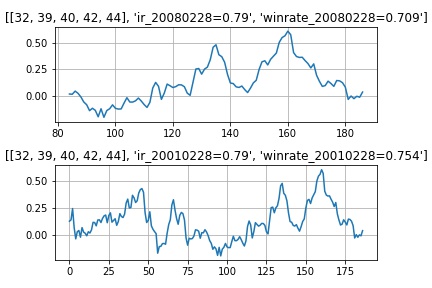 [[32, 39, 40, 42, 44], 'ir_20080228=0.79', 'winrate_20080228=0.709']
0.50
0.25
0.00
80 100 120 140 160 180
[[32, 39, 40, 42, 44], 'ir_20010228=0.79', 'winrate_20010228=0.754']
0.50
0.25
0.00
0 25 50 75 100 125 150 175